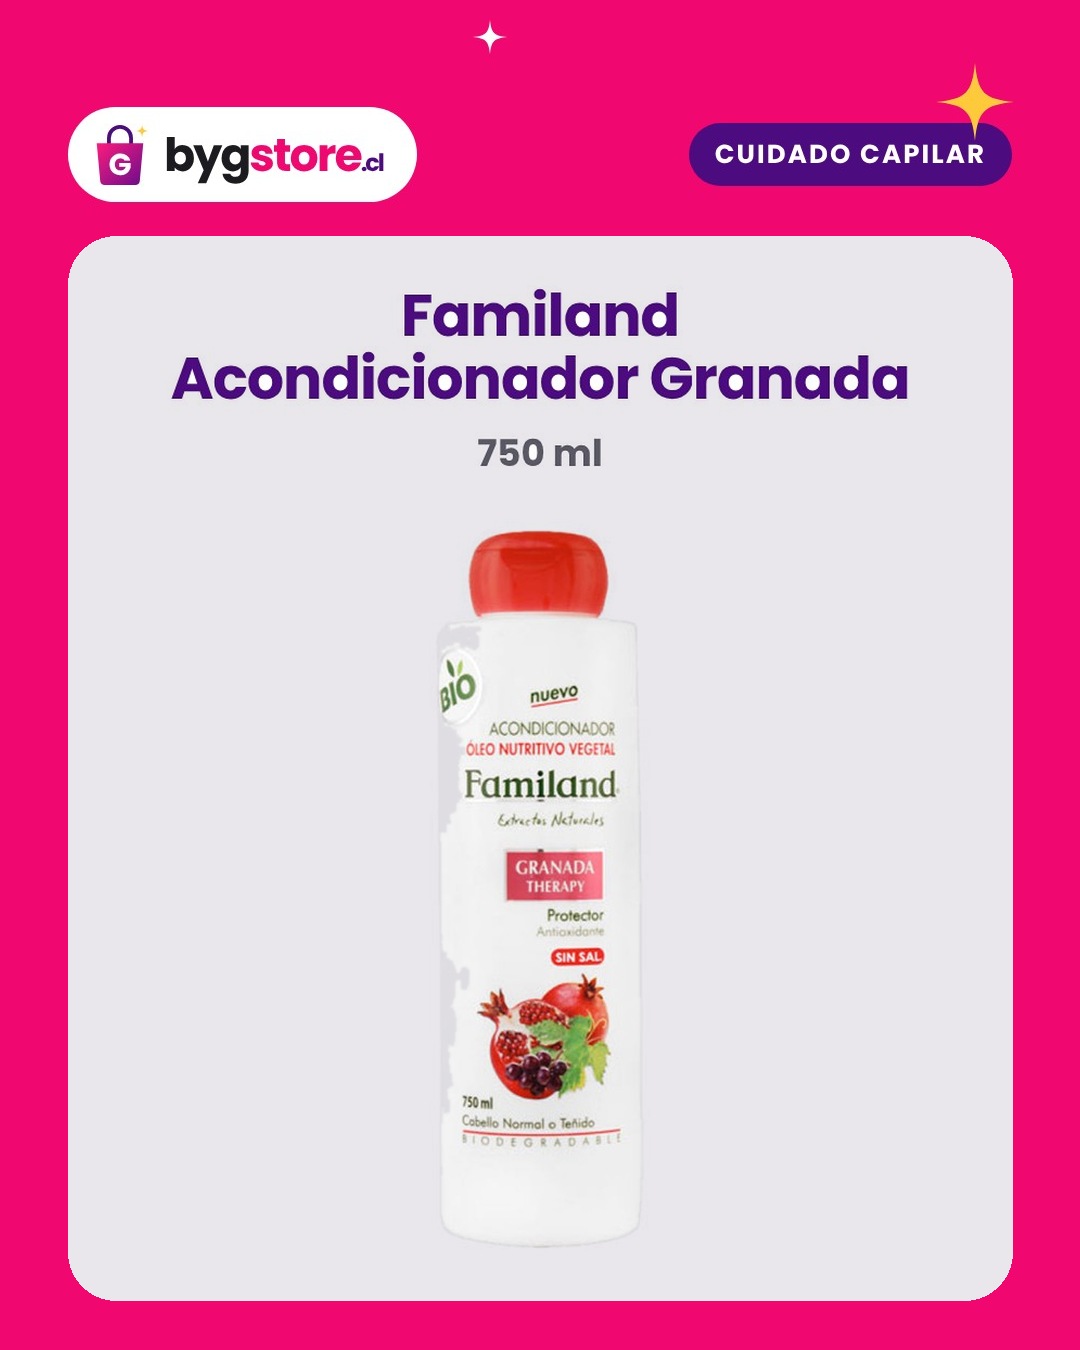 G bygstore.cl
CUIDADO CAPILAR
Familand
Acondicionador Granada
750 ml
BIO
nuevo
ACONDICIONADOR
ÓLEO NUTRITIVO VEGETAL
Familand
Extractos Naturales
GRANADA
THERAPY
Protector
Antioxidante
SIN SAL
750 ml
Cabello Normal o Teñido
BIODEGRADABLE